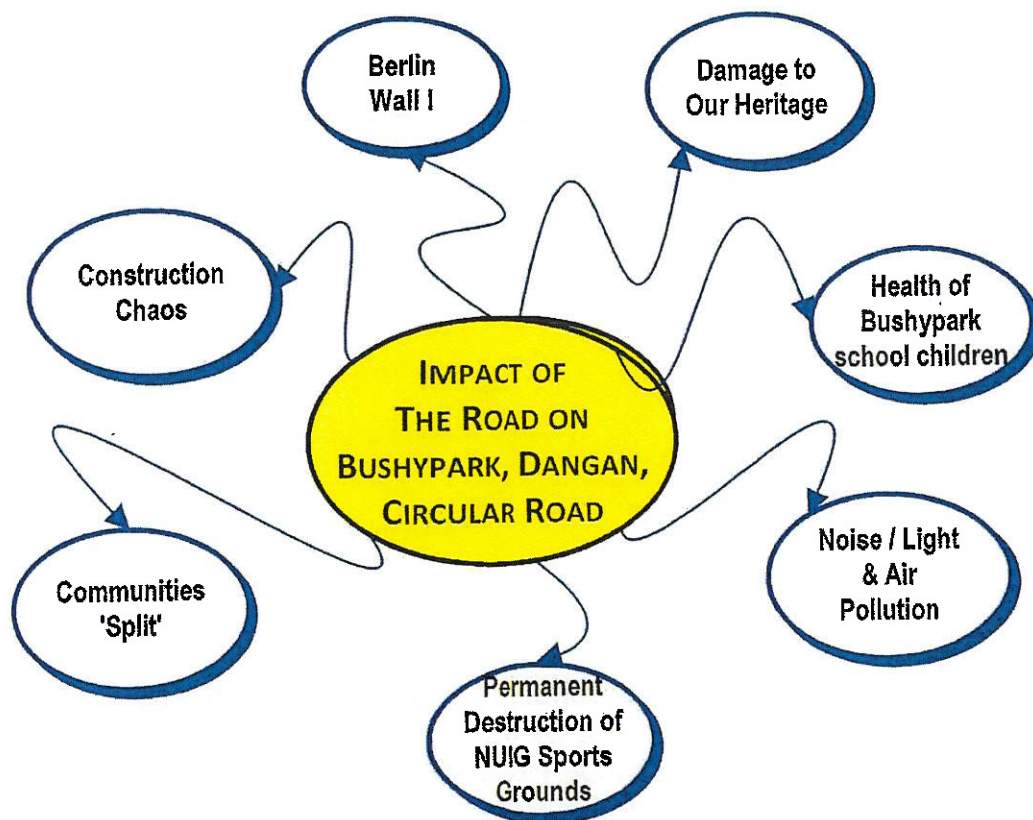 Berlin
Wall I
Damage to
Our Heritage
Construction
Chaos
Health of
Bushypark
school children
IMPACT OF
THE ROAD ON
BUSHYPARK, DANGAN,
CIRCULAR ROAD
Noise / Light
& Air
Pollution
Communities
'Split'
Permanent
Destruction of
NUIG Sports
Grounds